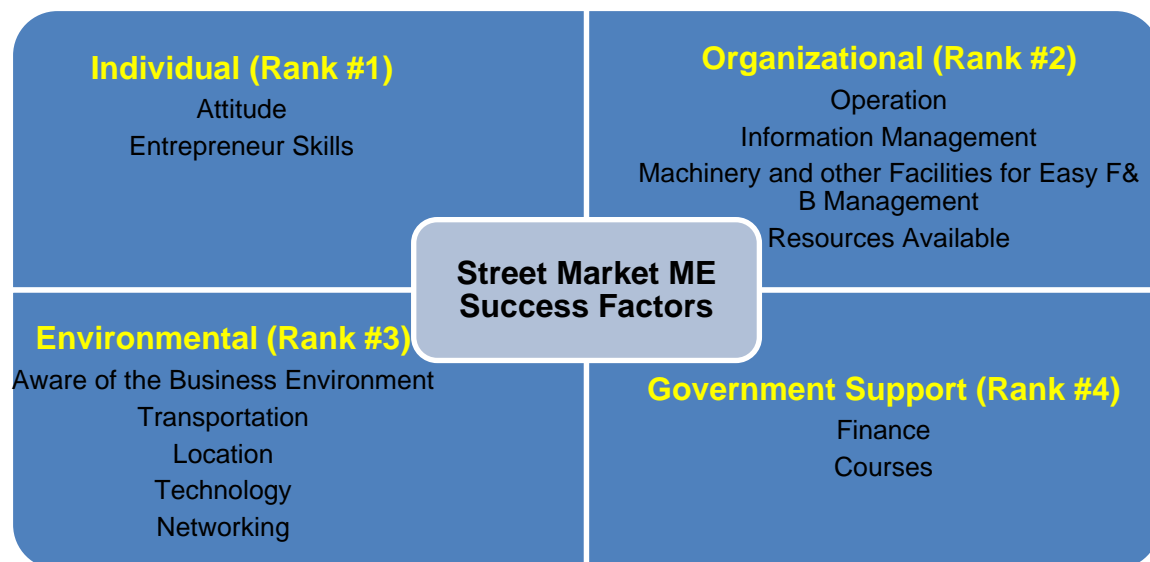 Individual (Rank #1)
Attitude
Entrepreneur Skills
Organizational (Rank #2)
Operation
Information Management
Machinery and other Facilities for Easy F&
B Management
Resources Available
Street Market ME
Success Factors
Environmental (Rank #3)
Aware of the Business Environment
Transportation
Location
Technology
Networking
Government Support (Rank #4)
Finance
Courses